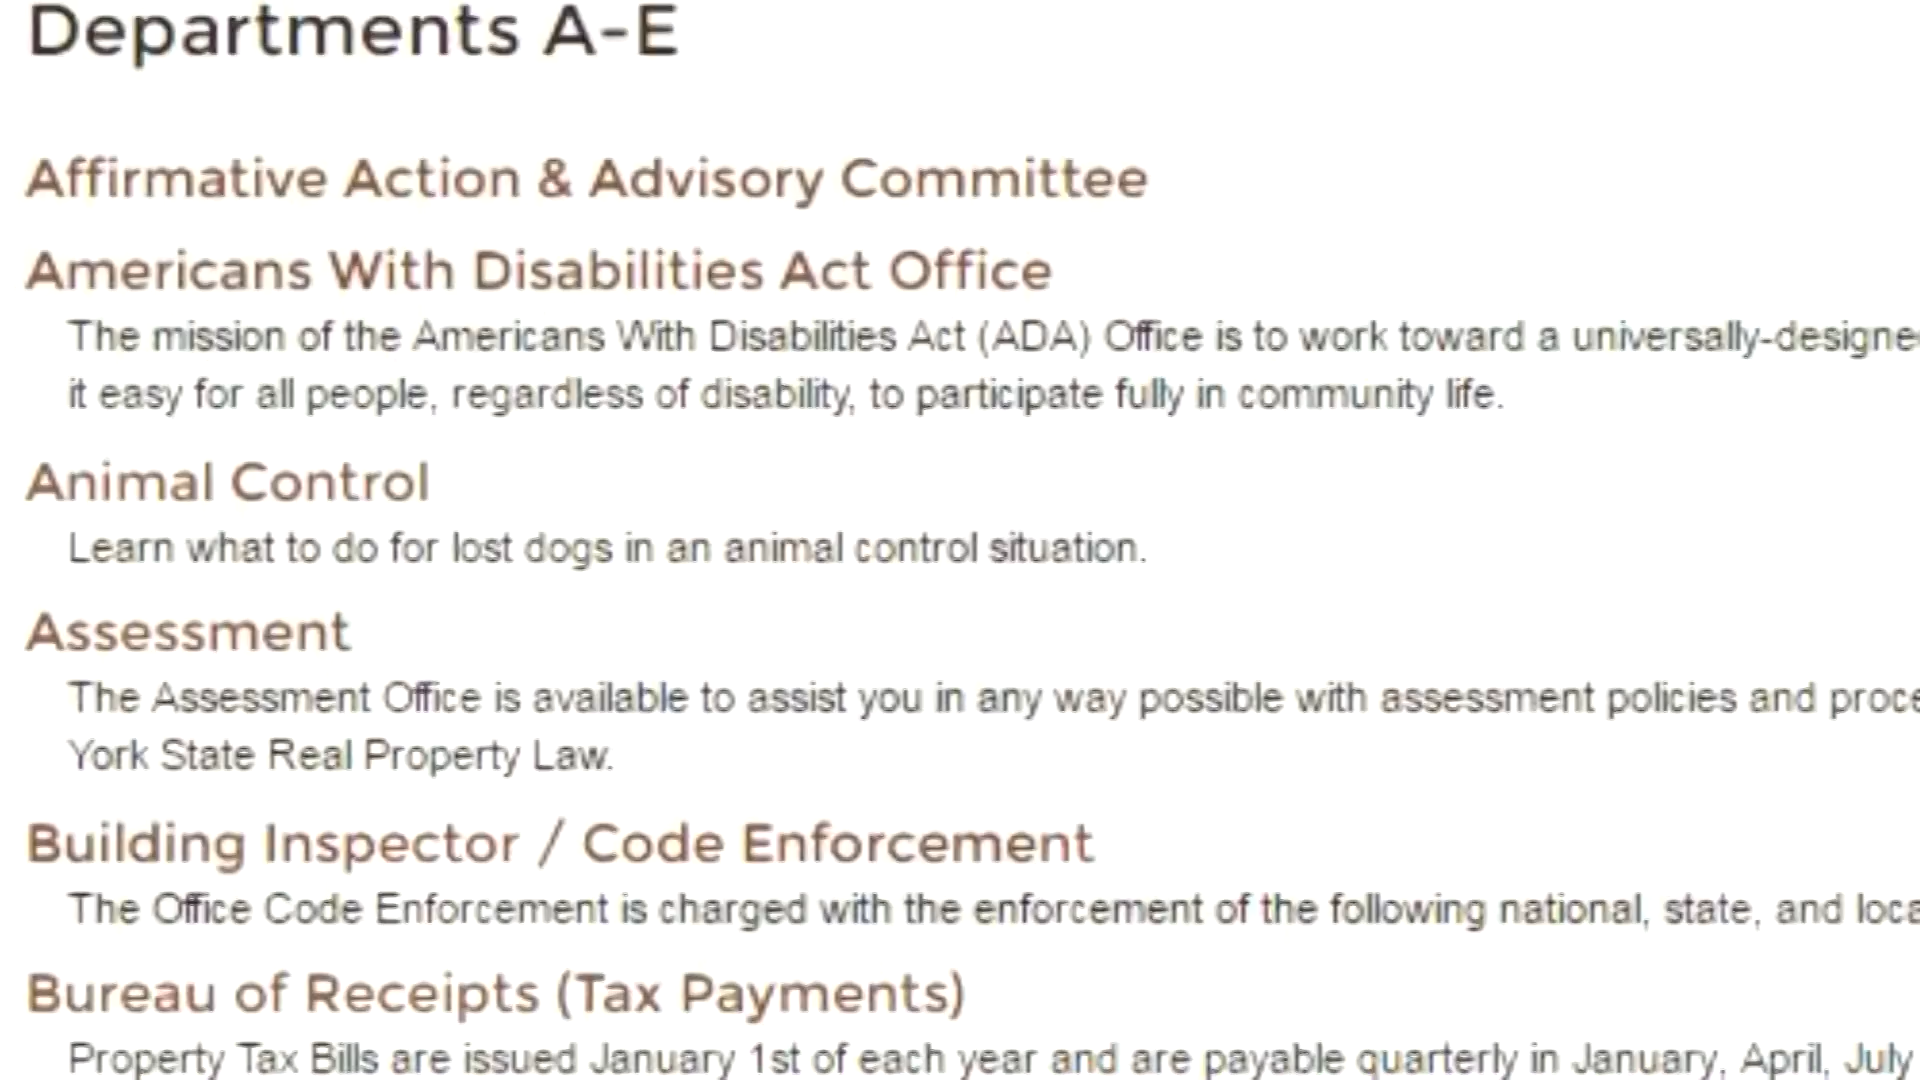 Departments A-E
Affirmative Action & Advisory Committee
Americans With Disabilities Act Office
The mission of the Americans With Disabilities Act (ADA) Office is to work toward a universally-designe
it easy for all people, regardless of disability, to participate fully in community life.
Animal Control
Learn what to do for lost dogs in an animal control situation.
Assessment
The Assessment Office is available to assist you in any way possible with assessment policies and proce
York State Real Property Law.
Building Inspector / Code Enforcement
The Office Code Enforcement is charged with the enforcement of the following national, state, and loca
Bureau of Receipts (Tax Payments)
Property Tax Bills are issued January 1st of each year and are payable quarterly in January, April, July